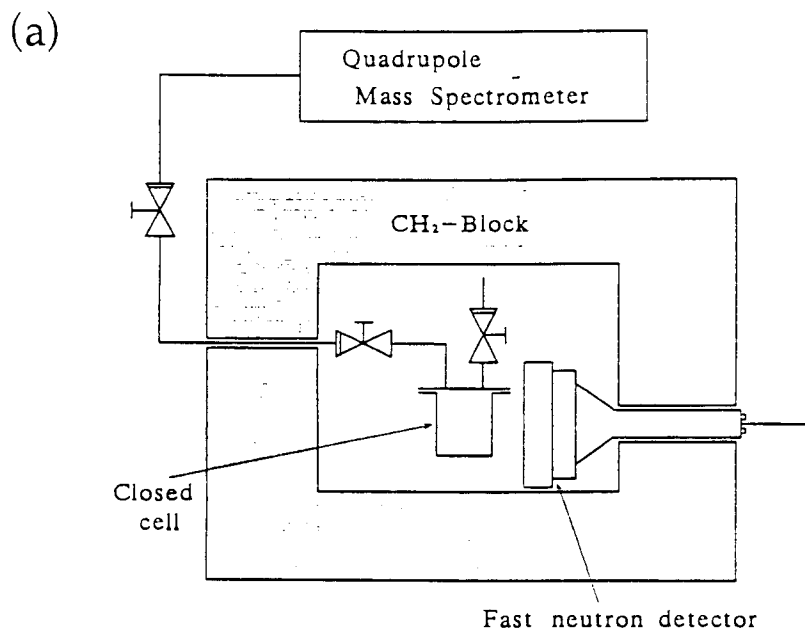 (a)
Quadrupole
Mass Spectrometer
CH₂-Block
Closed
cell
Fast neutron detector